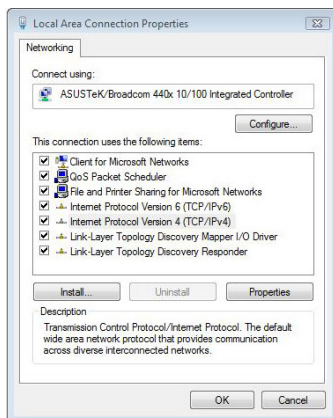 Local Area Connection Properties
Networking
Connect using:
ASUSTeK/Broadcom 440x 10/100 Integrated Controller
Configure...
This connection uses the following items:
Client for Microsoft Networks
QoS Packet Scheduler
File and Printer Sharing for Microsoft Networks
Internet Protocol Version 6 (TCP/IPv6)
Internet Protocol Version 4 (TCP/IPv4)
Link-Layer Topology Discovery Mapper I/O Driver
Link-Layer Topology Discovery Responder
Install... Uninstall Properties
Description
Transmission Control Protocol/Internet Protocol. The default
wide area network protocol that provides communication
across diverse interconnected networks.
OK Cancel